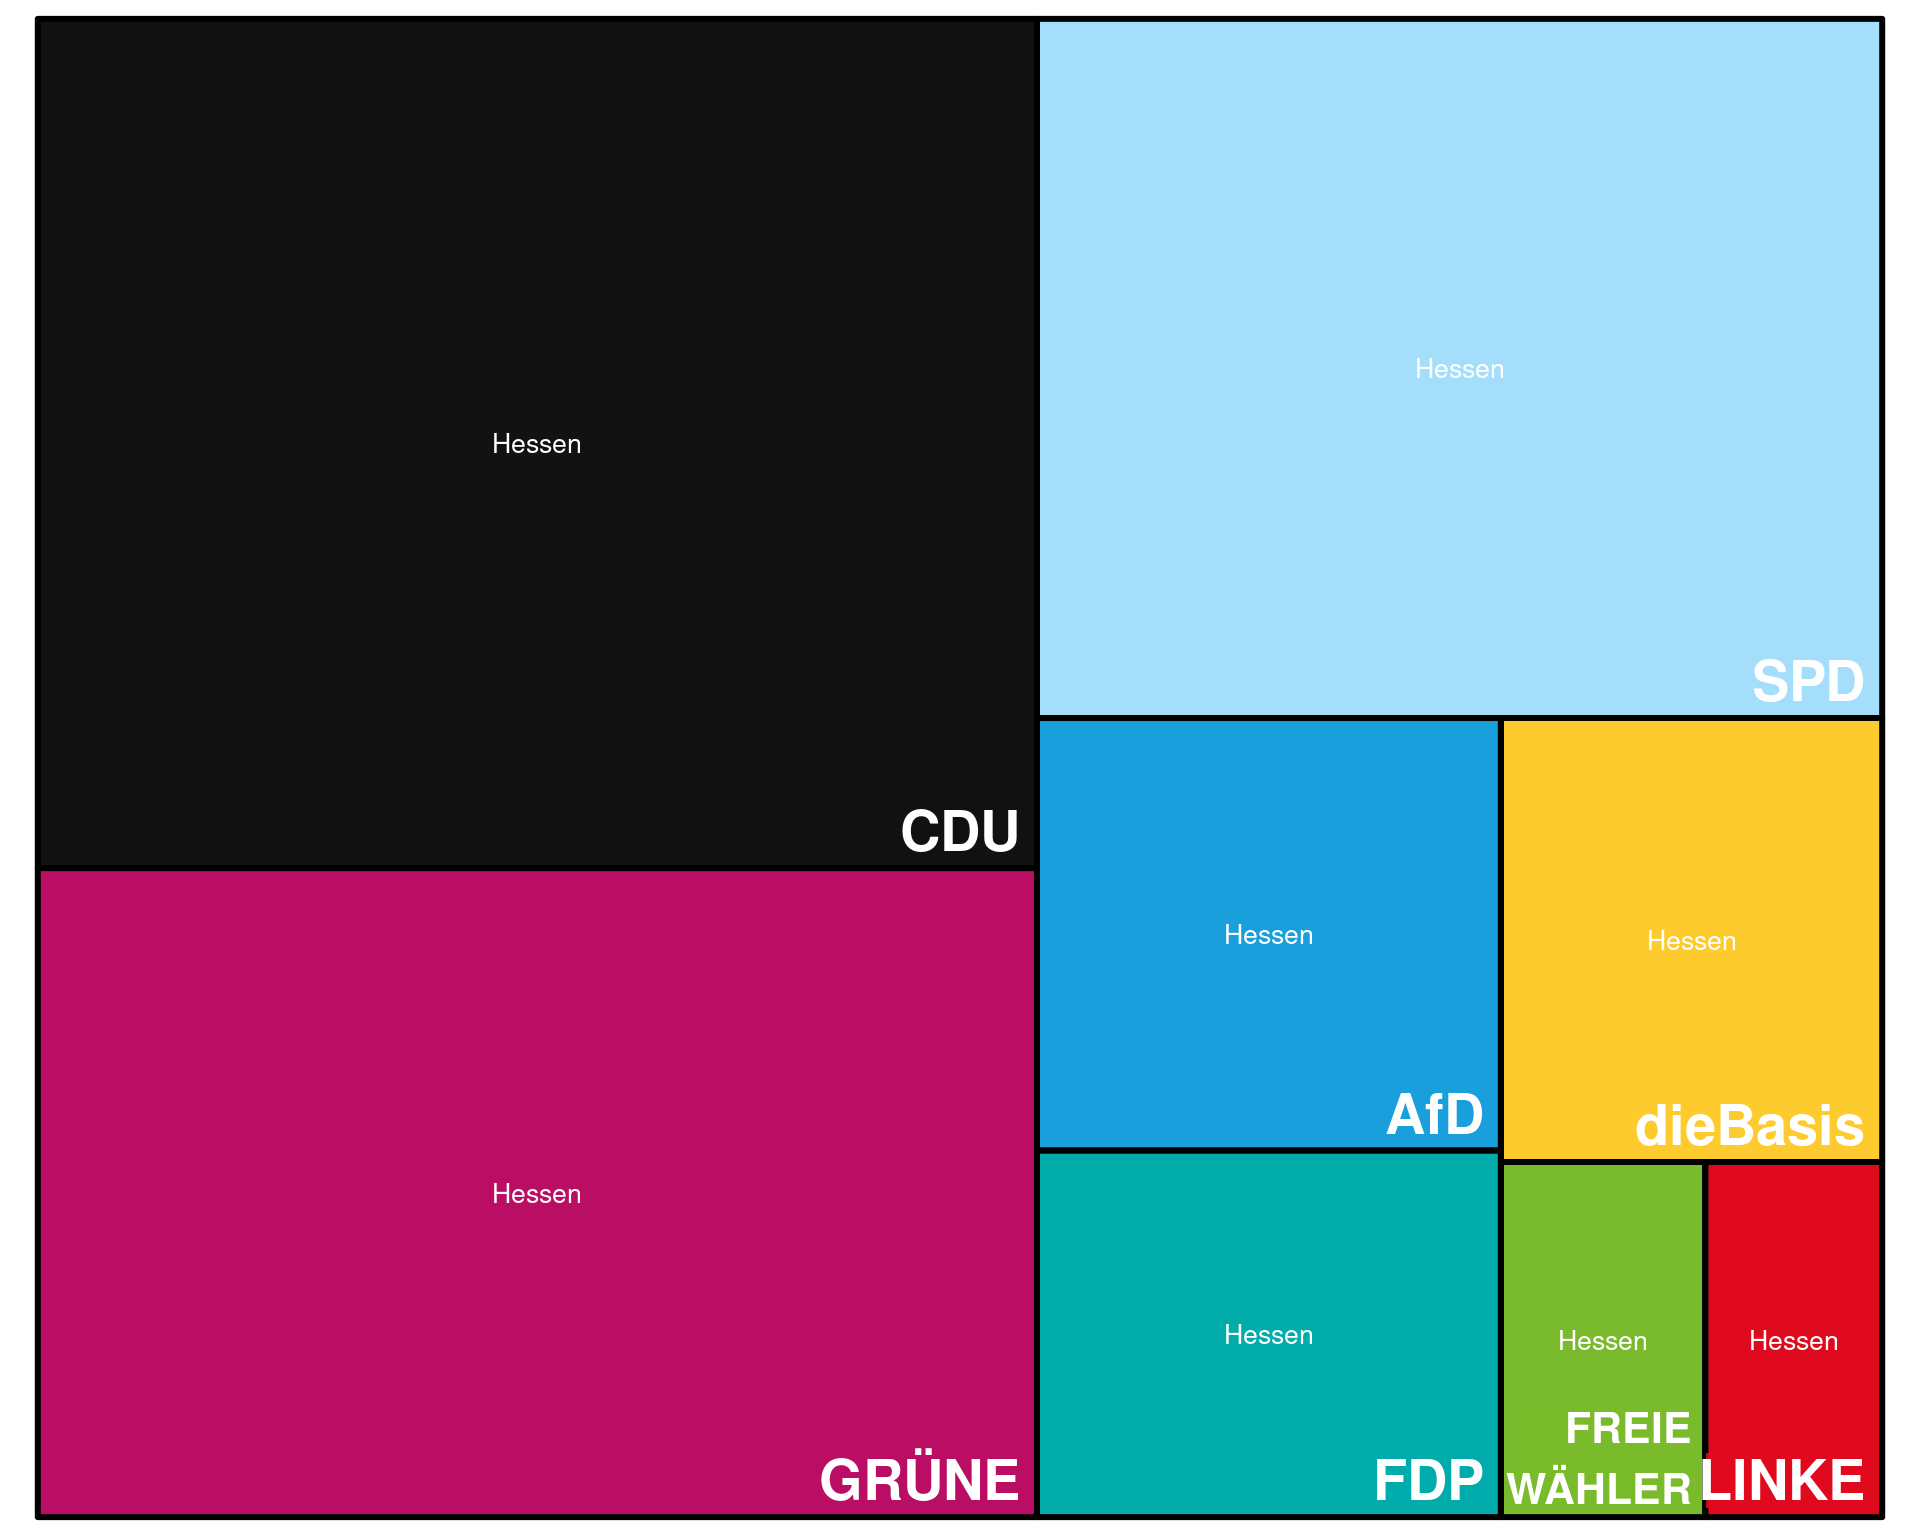 Hessen
CDU
Hessen
SPD
Hessen
GRÜNE
Hessen
AfD
Hessen
dieBasis
Hessen
FDP
Hessen
FREIE
WÄHLER
Hessen
LINKE